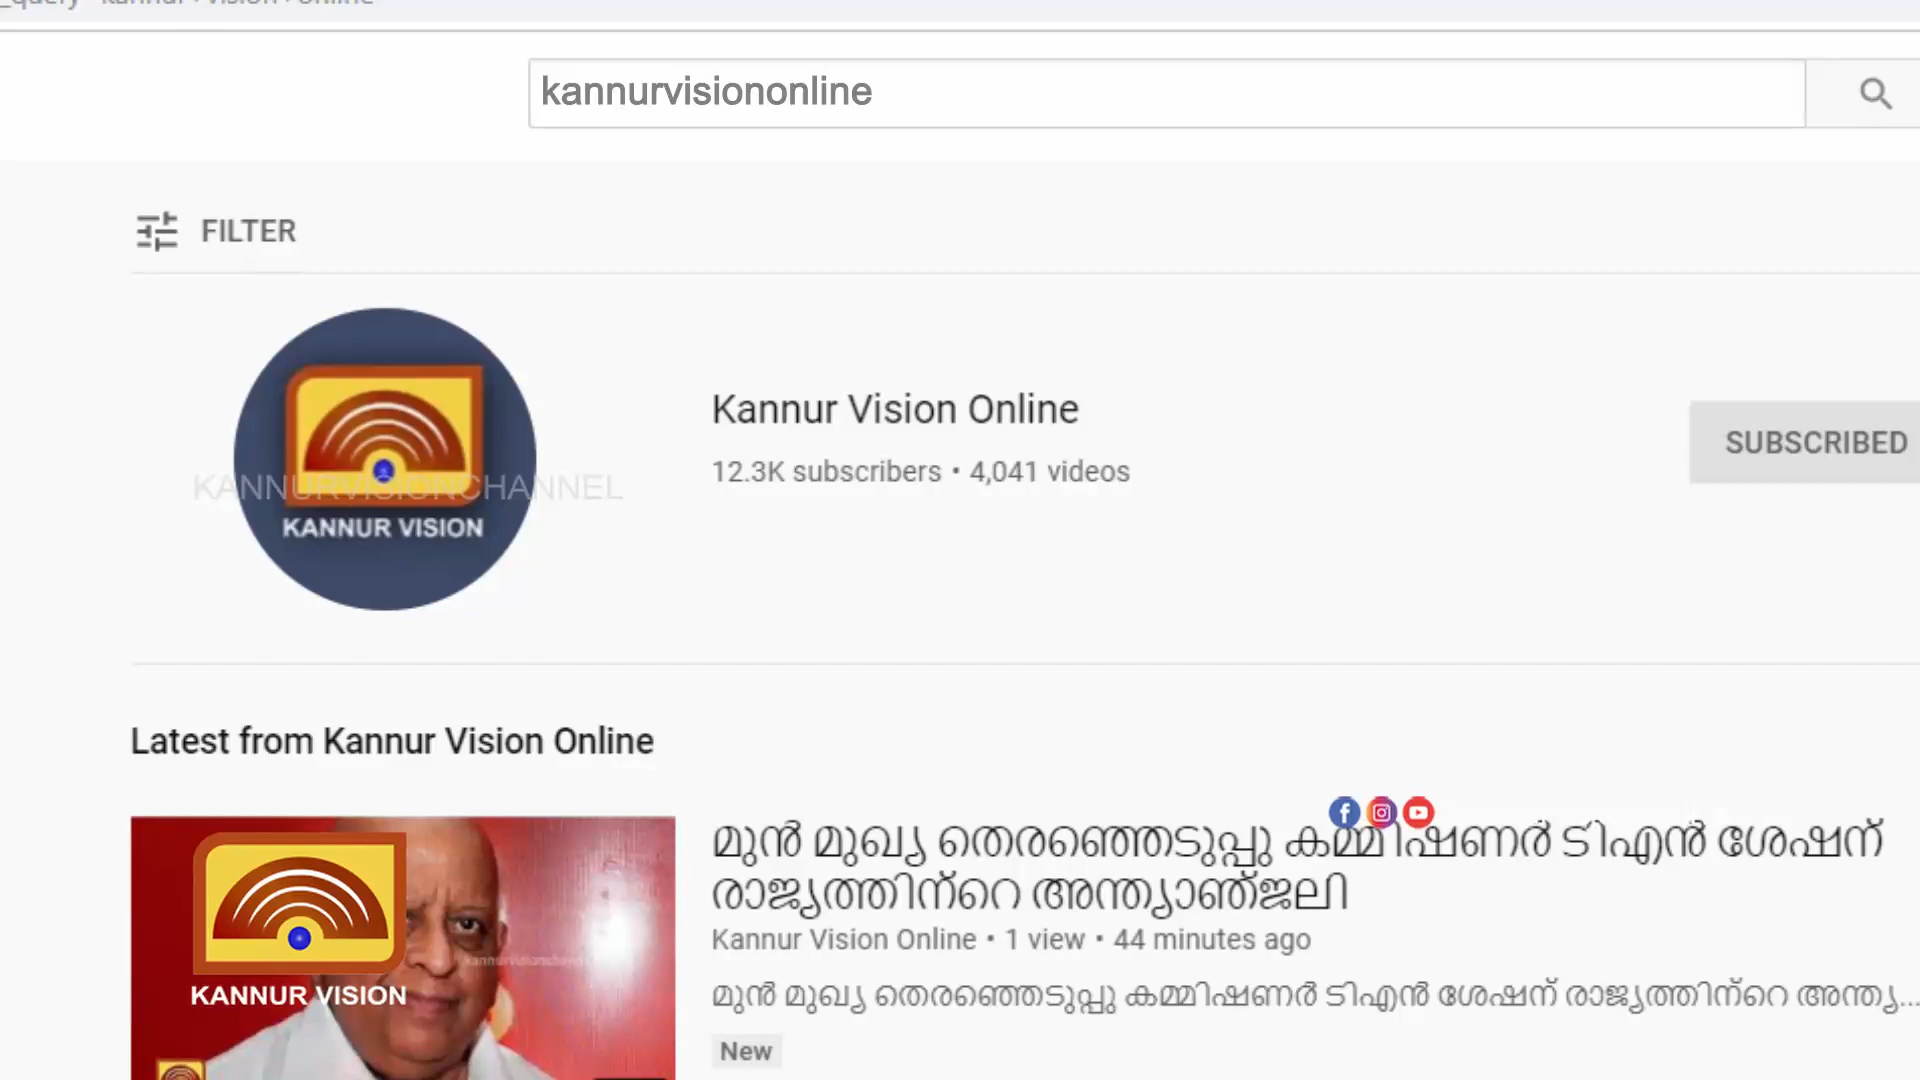 kannurvisiononline
FILTER
KANNUR VISION
KANNURVISIONCHANNEL
Kannur Vision Online
12.3K subscribers • 4,041 videos
SUBSCRIBED
Latest from Kannur Vision Online
മുൻ മുഖ്യ തെരഞ്ഞെടുപ്പു കമ്മിഷണർ ടിഎൻ ശേഷന്
രാജ്യത്തിന്റെ അന്ത്യാഞ്ജലി
Kannur Vision Online • 1 view • 44 minutes ago
മുൻ മുഖ്യ തെരഞ്ഞെടുപ്പു കമ്മിഷണർ ടിഎൻ ശേഷന് രാജ്യത്തിന്റെ അന്ത്യ...
New
KANNUR VISION
kannurvisionchannel